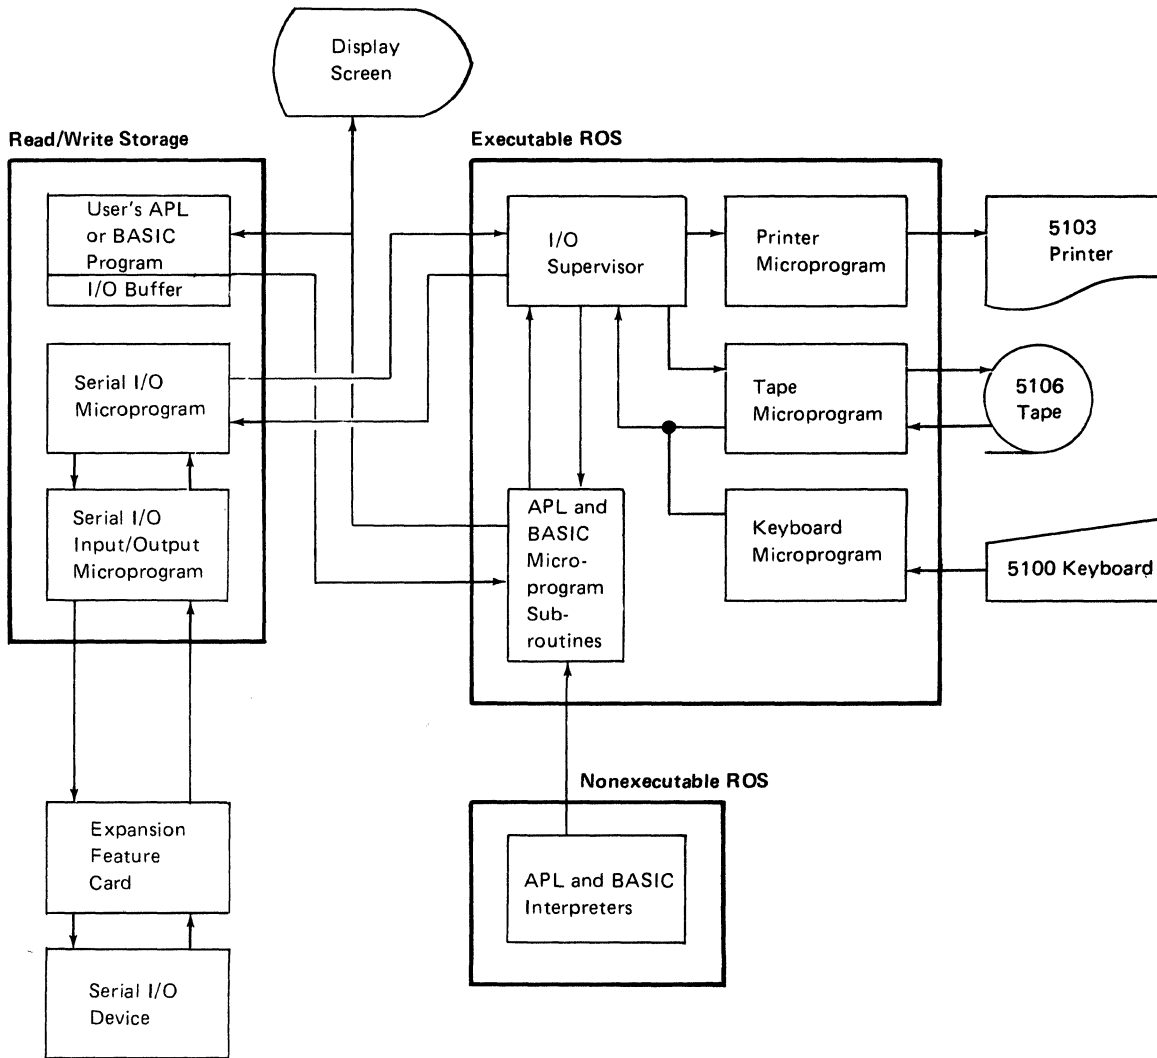 Display
Screen
Read/Write Storage
Executable ROS
User's APL
or BASIC
Program
I/O Buffer
I/O
Supervisor
Printer
Microprogram
5103
Printer
Serial I/O
Microprogram
Tape
Microprogram
5106
Tape
Serial I/O
Input/Output
Microprogram
APL and
BASIC
Micro-
program
Sub-
routines
Keyboard
Microprogram
5100 Keyboard
Nonexecutable ROS
Expansion
Feature
Card
APL and BASIC
Interpreters
Serial I/O
Device